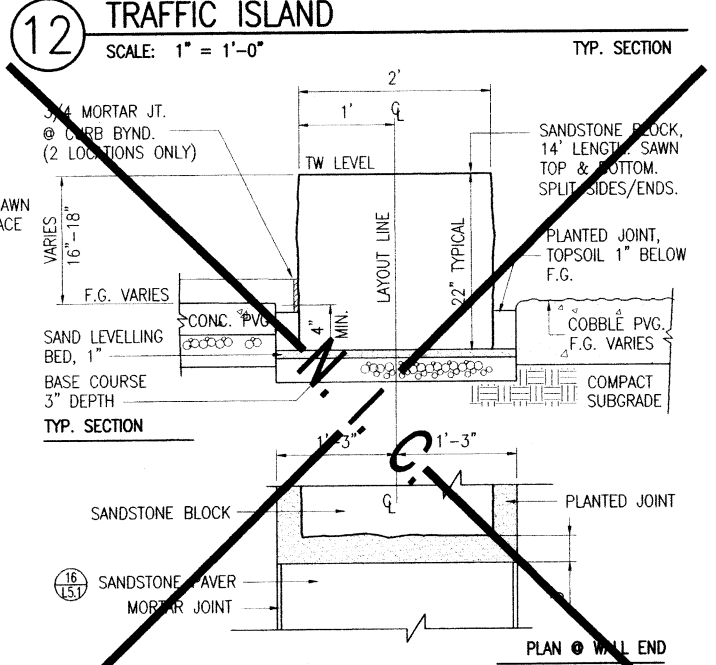 12
TRAFFIC ISLAND
SCALE: 1" = 1'-0"
TYP. SECTION
2'
1'
℄
3/4 MORTAR JT.
@ CURB BYND.
(2 LOCATIONS ONLY)
SANDSTONE BLOCK,
14' LENGTH. SAWN
TOP & BOTTOM.
SPLIT SIDES/ENDS.
TW LEVEL
AWN
ACE
VARIES
16"-18"
LAYOUT LINE
22" TYPICAL
PLANTED JOINT,
TOPSOIL 1" BELOW
F.G.
F.G. VARIES
CONC. PVG.
4"
MIN.
COBBLE PVG.
F.G. VARIES
SAND LEVELLING
BED, 1"
BASE COURSE
3" DEPTH
COMPACT
SUBGRADE
TYP. SECTION
N.I.C.
1'-3"
1'-3"
℄
SANDSTONE BLOCK
PLANTED JOINT
16
L5.1
SANDSTONE PAVER
MORTAR JOINT
PLAN @ WALL END